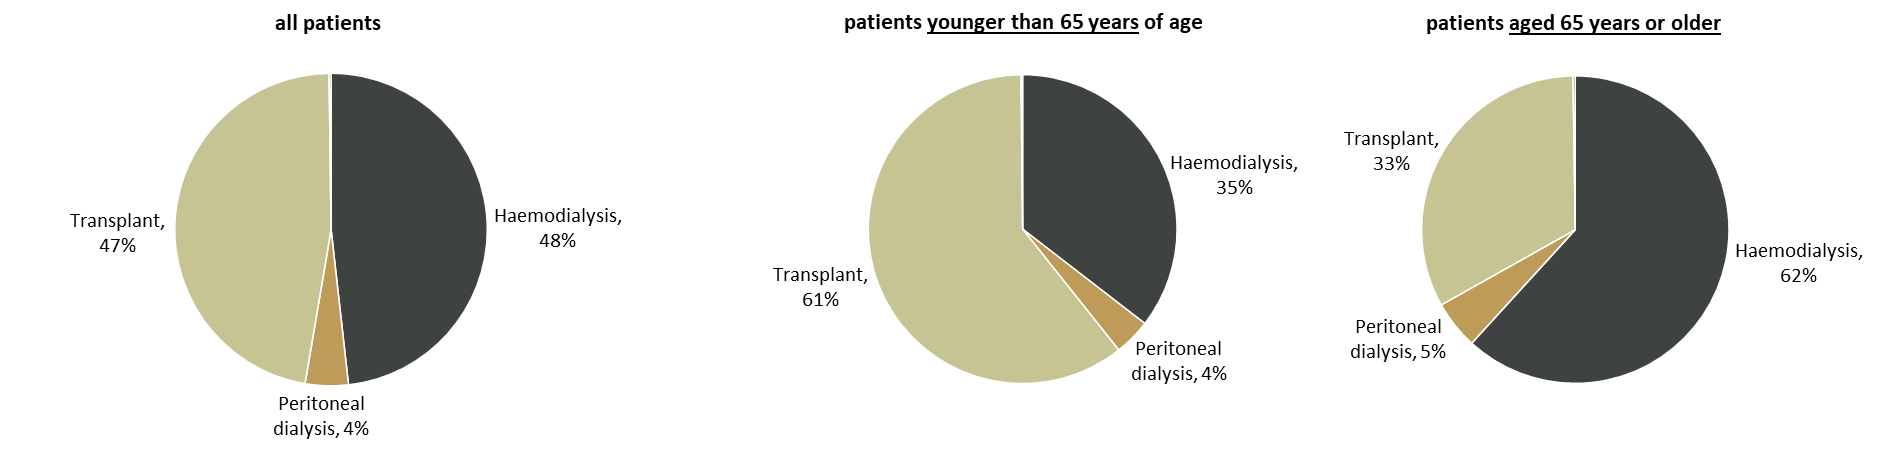 all patients
Transplant,
47%
Haemodialysis,
48%
Peritoneal
dialysis, 4%
patients younger than 65 years of age
Haemodialysis,
35%
Transplant,
61%
Peritoneal
dialysis, 4%
patients aged 65 years or older
Transplant,
33%
Haemodialysis,
62%
Peritoneal
dialysis, 5%